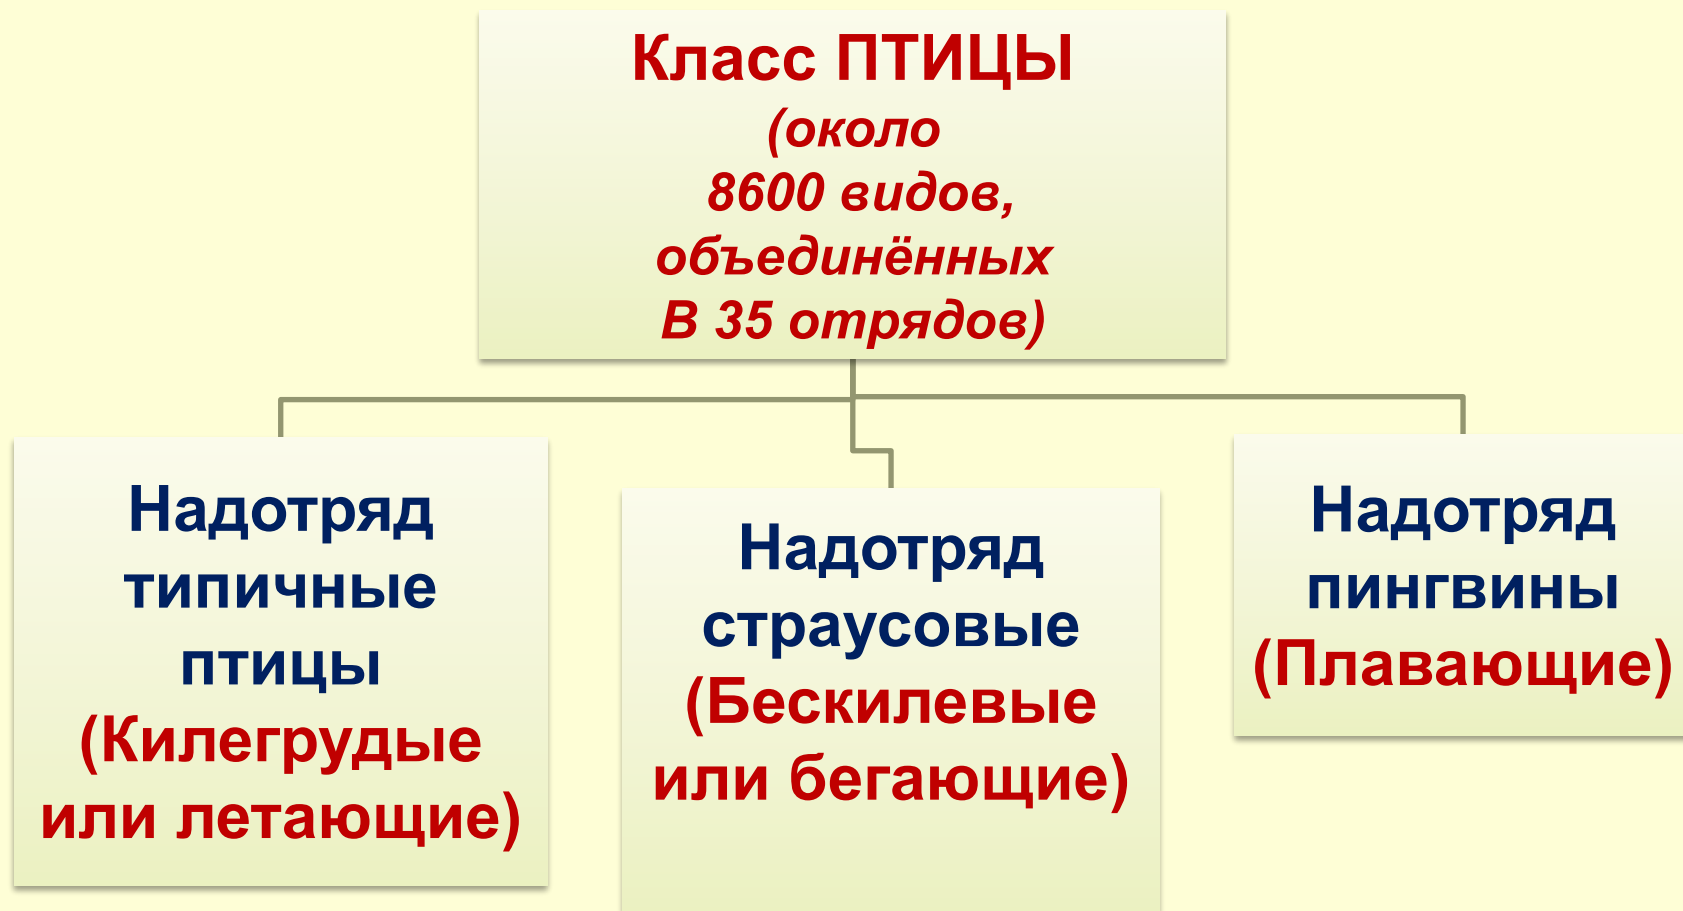 Класс ПТИЦЫ
(около
8600 видов,
объединённых
В 35 отрядов)
Надотряд
типичные
птицы
(Килегрудые
или летающие)
Надотряд
страусовые
(Бескилевые
или бегающие)
Надотряд
пингвины
(Плавающие)